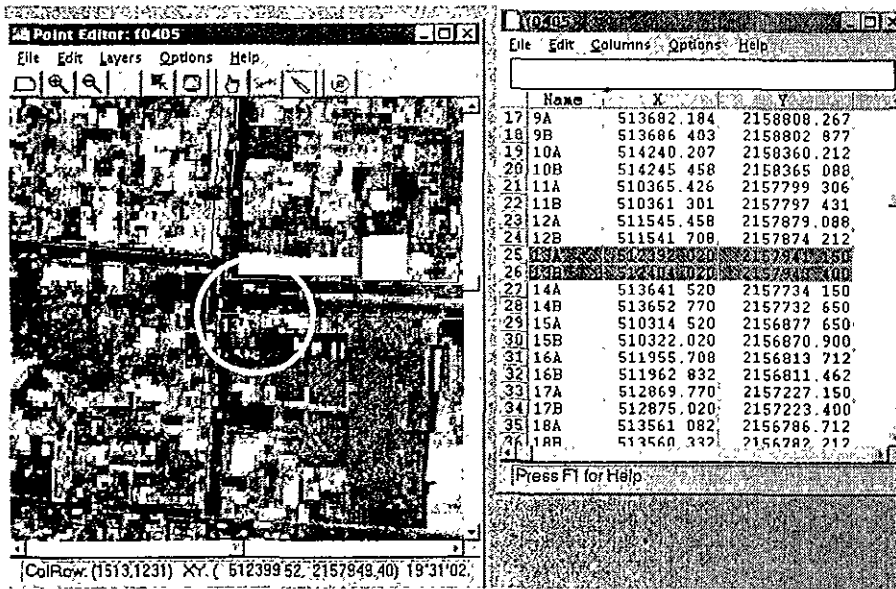 Point Editor: f0405
File Edit Layers Options Help
f0405
File Edit Columns Options Help
Name X Y
17 9A 513682.184 2158808.267
18 9B 513686 403 2158802 877
19 10A 514240.207 2158360.212
20 10B 514245 458 2158365 088
21 11A 510365.426 2157799 306
22 11B 510361 301 2157797 431
23 12A 511545.458 2157879.088
24 12B 511541 708 2157874 212
25 13A
26 13B
27 14A 513641 520 2157734 150
28 14B 513652 770 2157732 650
29 15A 510314 520 2156877 650
30 15B 510322.020 2156870.900
31 16A 511955.708 2156813 712
32 16B 511962 832 2156811.462
33 17A 512869.770 2157227.150
34 17B 512875.020 2157223.400
35 18A 513561 082 2156786.712
36 18B 513560 332 2156782 212
Press F1 for Help
ColRow: (1513,1231) XY: ( 512399 52, 2157949,40) 19°31'02,